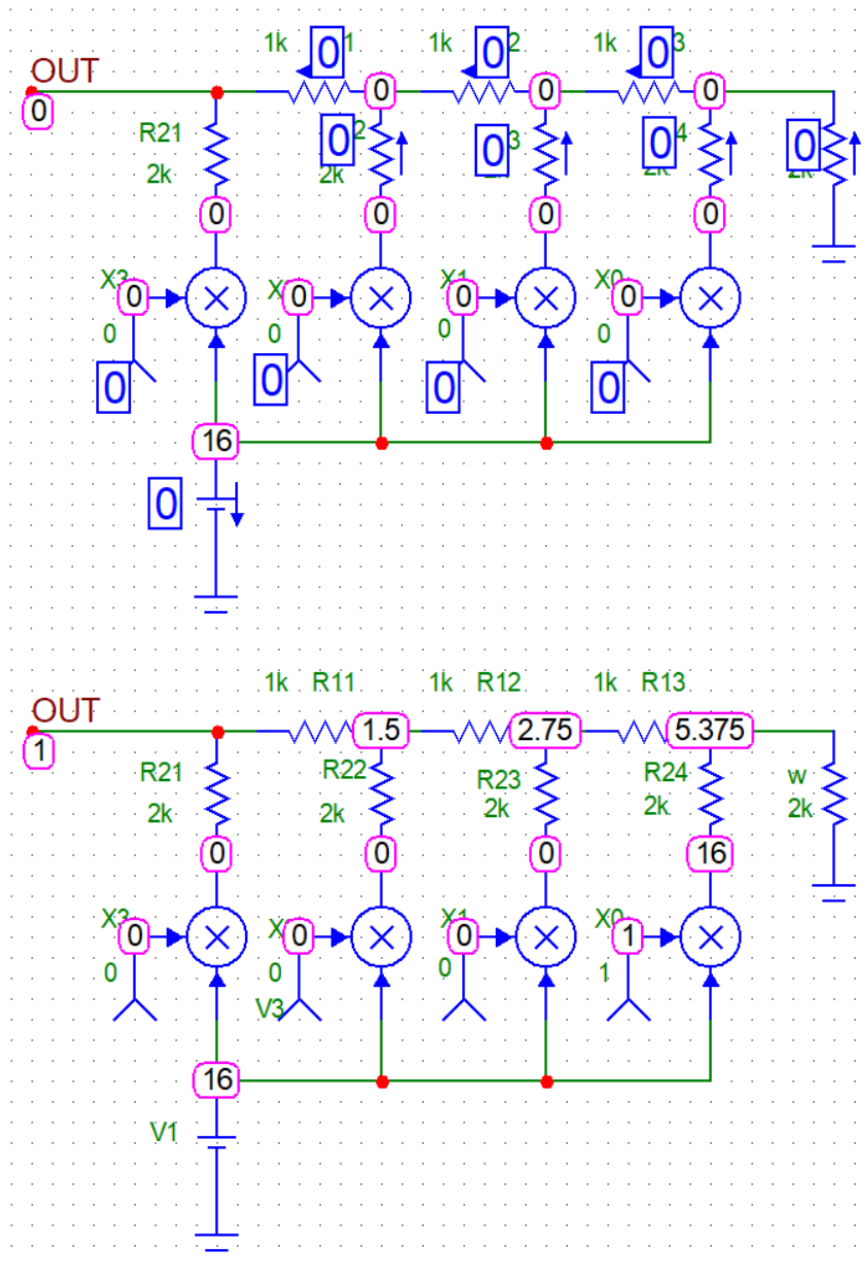 1k 0 1 1k 0 2 1k 0 3
OUT
0 0 0 0
R21 0 2 0 3 0 4 0
2k 2k 2k
0 0 0 0
X3 X X1 X0
0 0 0 0
0 0 0 0
0 0 0 0
16
0
1k R11 1k R12 1k R13
OUT
1 1.5 2.75 5.375
R21 R22 R23 R24 w
2k 2k 2k 2k 2k
0 0 0 16
X3 X X1 X0
0 0 0 1
0 0 0 1
V3
16
V1